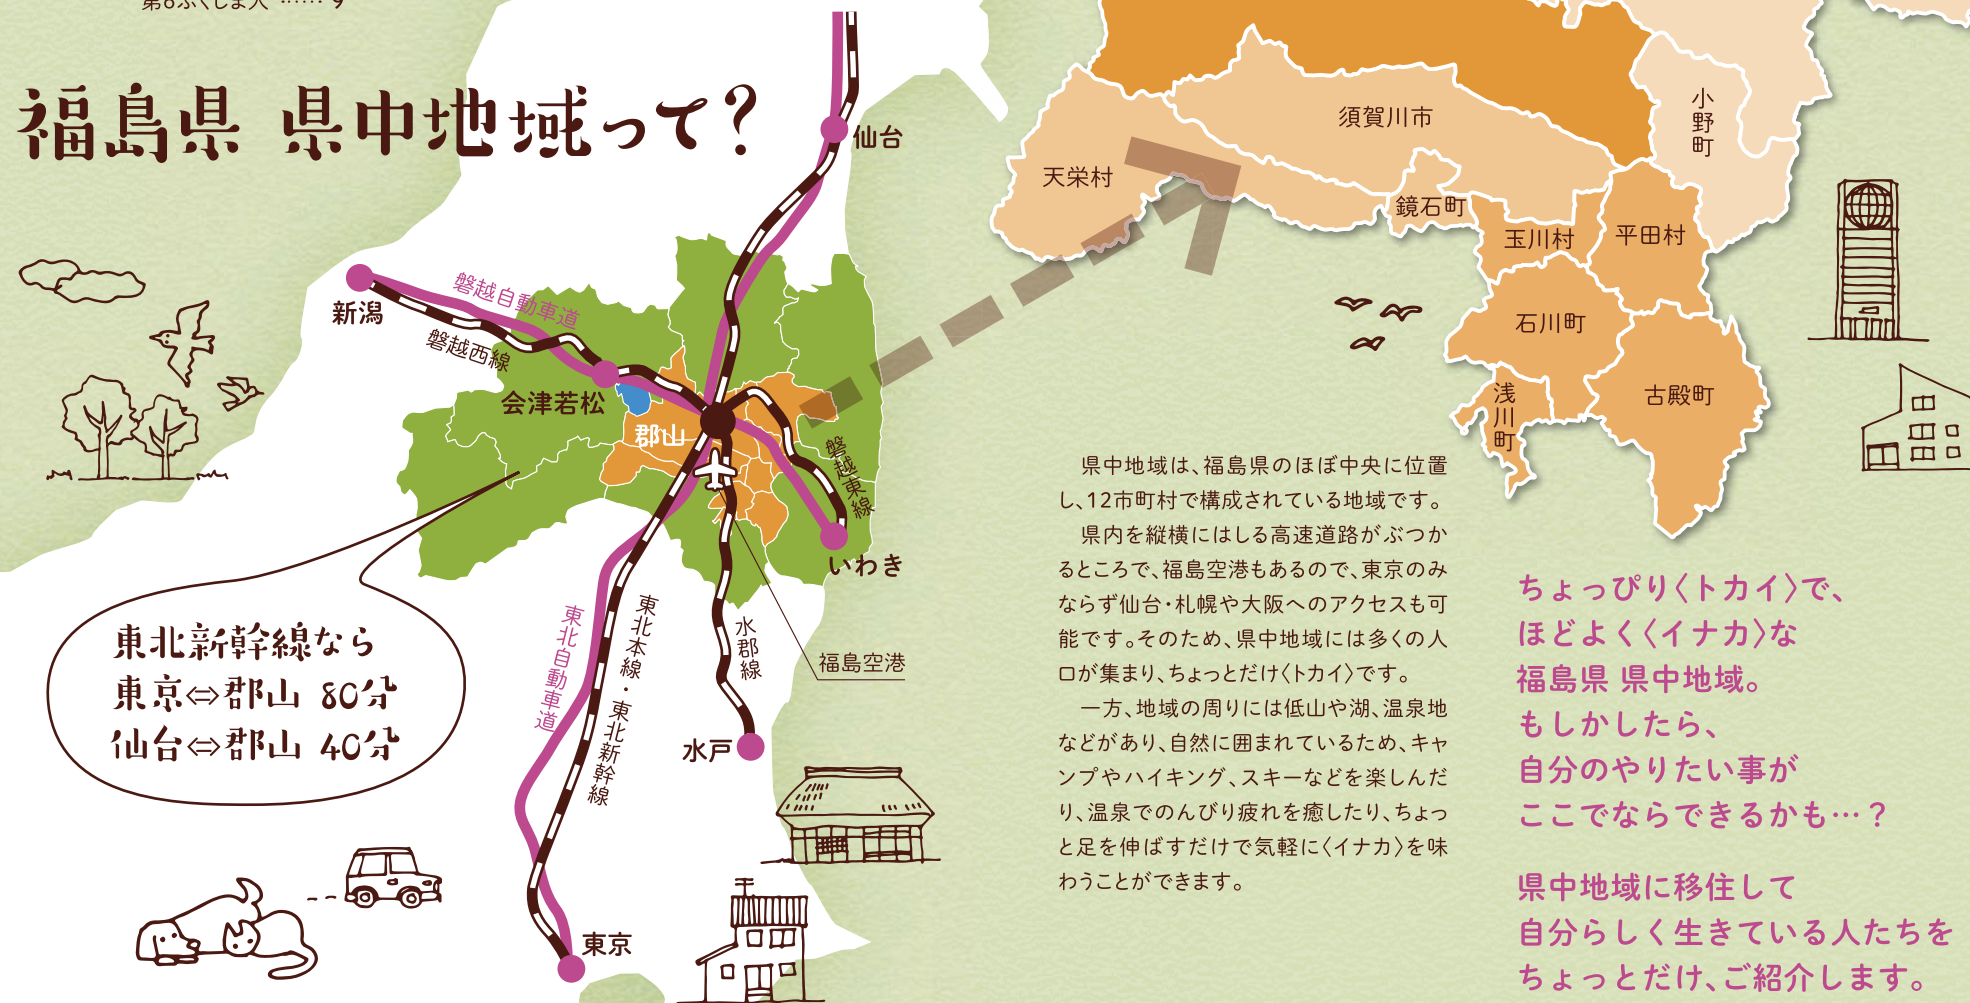 福島県 県中地域って?
仙台
新潟
磐越自動車道
磐越西線
会津若松
郡山
磐越東線
いわき
東北新幹線なら
東京⇔郡山 80分
仙台⇔郡山 40分
東北自動車道
東北本線・東北新幹線
水郡線
福島空港
水戸
東京
天栄村
須賀川市
鏡石町
玉川村
平田村
小野町
石川町
浅川町
古殿町
県中地域は、福島県のほぼ中央に位置
し、12市町村で構成されている地域です。
県内を縦横にはしる高速道路がぶつか
るところで、福島空港もあるので、東京のみ
ならず仙台・札幌や大阪へのアクセスも可
能です。そのため、県中地域には多くの人
口が集まり、ちょっとだけ〈トカイ〉です。
一方、地域の周りには低山や湖、温泉地
などがあり、自然に囲まれているため、キャ
ンプやハイキング、スキーなどを楽しんだ
り、温泉でのんびり疲れを癒したり、ちょっ
と足を伸ばすだけで気軽に〈イナカ〉を味
わうことができます。
ちょっぴり〈トカイ〉で、
ほどよく〈イナカ〉な
福島県 県中地域。
もしかしたら、
自分のやりたい事が
ここでならできるかも…?
県中地域に移住して
自分らしく生きている人たちを
ちょっとだけ、ご紹介します。